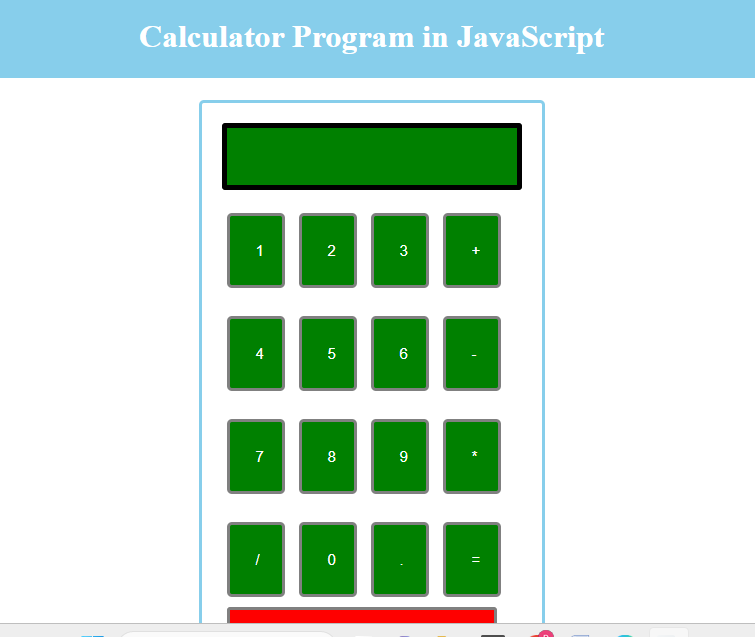 Calculator Program in JavaScript
1 2 3 +
4 5 6 -
7 8 9 *
/ 0 . =